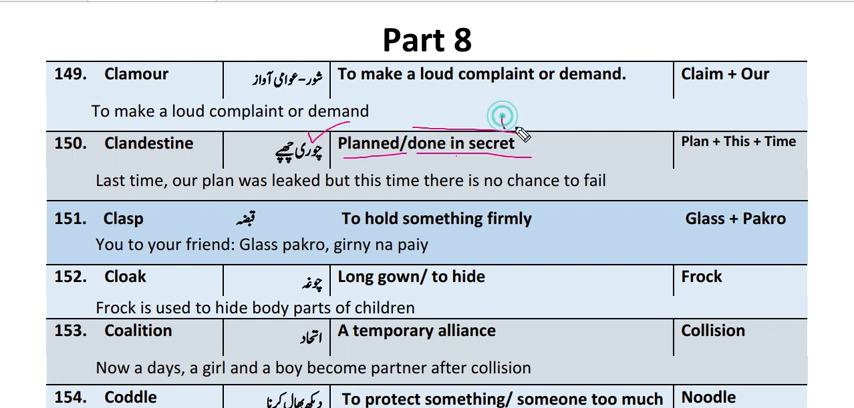 Part 8
149. Clamour شور-عوامی آواز To make a loud complaint or demand. Claim + Our
To make a loud complaint or demand
150. Clandestine چوری چھپے Planned/done in secret Plan + This + Time
Last time, our plan was leaked but this time there is no chance to fail
151. Clasp قبضہ To hold something firmly Glass + Pakro
You to your friend: Glass pakro, girny na paiy
152. Cloak چوغہ Long gown/ to hide Frock
Frock is used to hide body parts of children
153. Coalition اتحاد A temporary alliance Collision
Now a days, a girl and a boy become partner after collision
154. Coddle دیکھ بھال کرنا To protect something/ someone too much Noodle